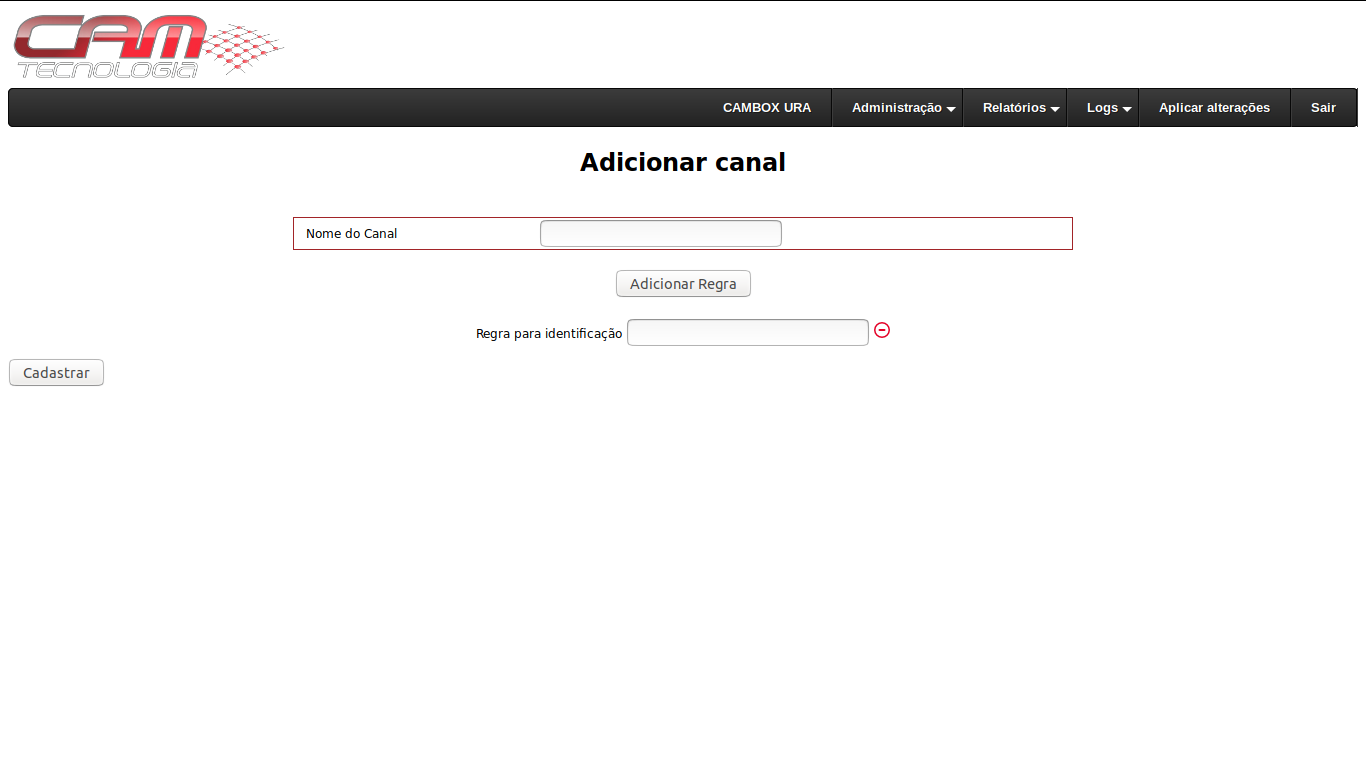 CAM
TECNOLOGIA
CAMBOX URA Administração Relatórios Logs Aplicar alterações Sair
Adicionar canal
Nome do Canal
Adicionar Regra
Regra para identificação
Cadastrar